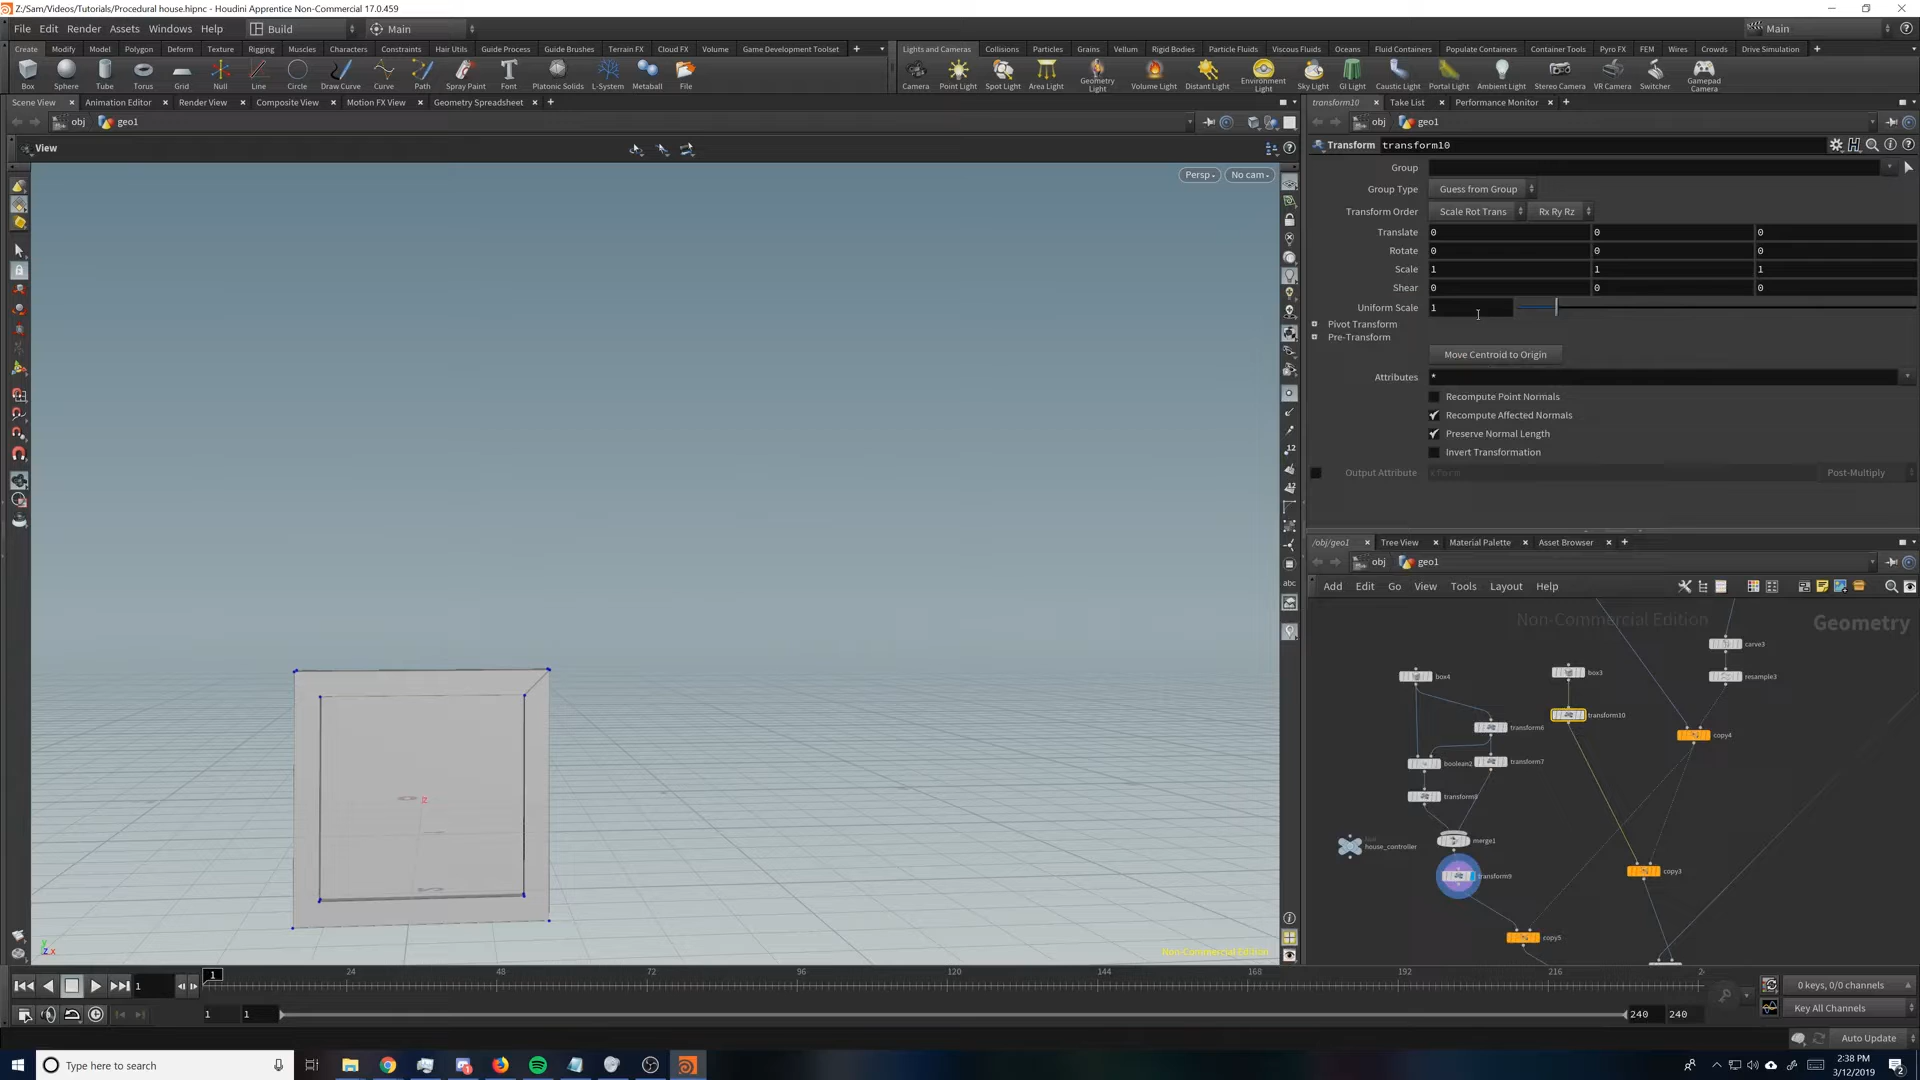 Z:/Sam/Videos/Tutorials/Procedural house.hipnc - Houdini Apprentice Non-Commercial 17.0.459
File Edit Render Assets Windows Help Build Main Main
Create Modify Model Polygon Deform Texture Rigging Muscles Characters Constraints Hair Utils Guide Process Guide Brushes Terrain FX Cloud FX Volume Game Development Toolset
Lights and Cameras Collisions Particles Grains Vellum Rigid Bodies Particle Fluids Viscous Fluids Oceans Fluid Containers Populate Containers Container Tools Pyro FX FEM Wires Crowds Drive Simulation
Box Sphere Tube Torus Grid Null Line Circle Draw Curve Curve Path Spray Paint Font Platonic Solids L-System Metaball File
Camera Point Light Spot Light Area Light Geometry Light Volume Light Distant Light Environment Light Sky Light GI Light Caustic Light Portal Light Ambient Light Stereo Camera VR Camera Switcher Gamepad Camera
Scene View Animation Editor Render View Composite View Motion FX View Geometry Spreadsheet
transform10 Take List Performance Monitor
obj geo1
obj geo1
View
Persp No cam
Transform transform10
Group
Group Type Guess from Group
Transform Order Scale Rot Trans Rx Ry Rz
Translate 0 0 0
Rotate 0 0 0
Scale 1 1 1
Shear 0 0 0
Uniform Scale 1
Pivot Transform
Pre-Transform
Move Centroid to Origin
Attributes *
Recompute Point Normals
Recompute Affected Normals
Preserve Normal Length
Invert Transformation
Output Attribute xform Post-Multiply
/obj/geo1 Tree View Material Palette Asset Browser
obj geo1
Add Edit Go View Tools Layout Help
Non-Commercial Edition Geometry
carve3
box4 box3 resample3
transform10
transform6 copy4
boolean2 transform7
transform8
merge1
house_controller
copy3
transform9
copy5
abc
z
y
z x
Non-Commercial Edition
1 24 48 72 96 120 144 168 192 216 2
1 0 keys, 0/0 channels
1 1 240 240 Key All Channels
Auto Update
Type here to search
2:38 PM
3/12/2019